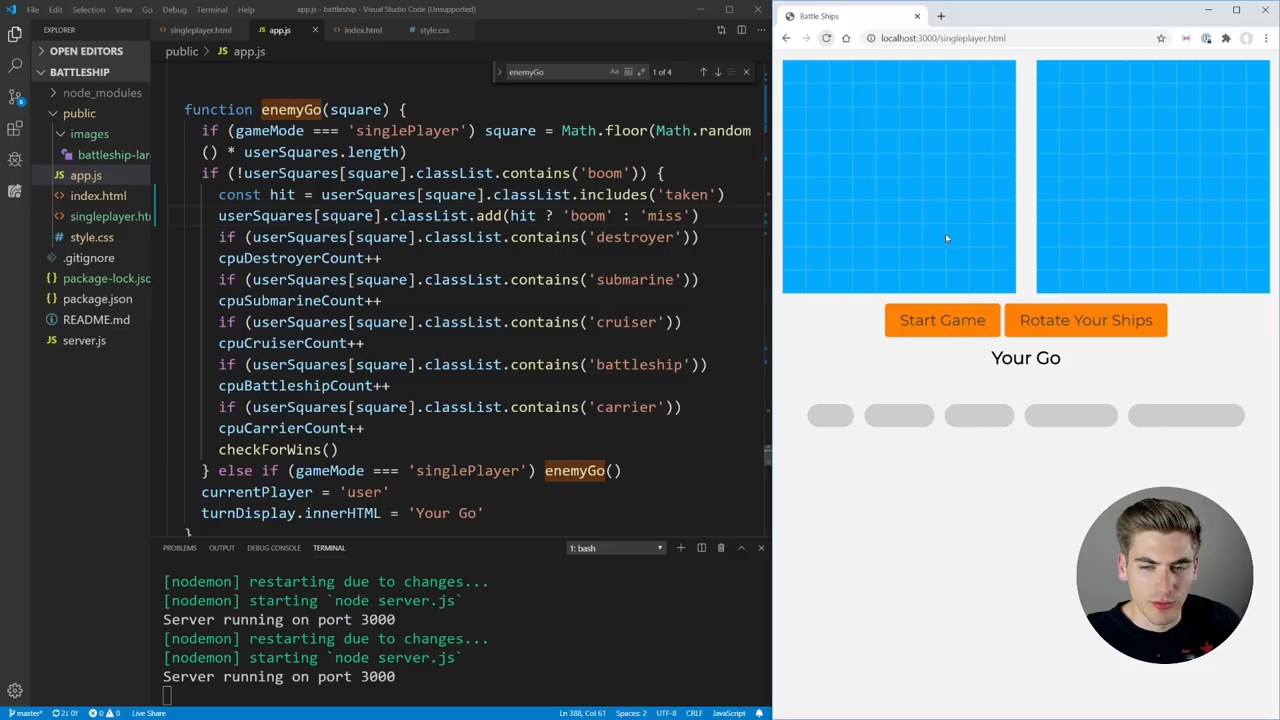 File Edit Selection View Go Debug Terminal Help app.js - battleship - Visual Studio Code [Unsupported]
Battle Ships
EXPLORER
singleplayer.html
app.js
index.html
style.css
localhost:3000/singleplayer.html
OPEN EDITORS
public > app.js
BATTLESHIP
enemyGo
Aa
1 of 4
node_modules
public
images
battleship-lar
app.js
index.html
singleplayer.ht
style.css
.gitignore
package-lock.jsc
package.json
README.md
server.js
function enemyGo(square) {
if (gameMode === 'singlePlayer') square = Math.floor(Math.random
() * userSquares.length)
if (!userSquares[square].classList.contains('boom')) {
const hit = userSquares[square].classList.includes('taken')
userSquares[square].classList.add(hit ? 'boom' : 'miss')
if (userSquares[square].classList.contains('destroyer'))
cpuDestroyerCount++
if (userSquares[square].classList.contains('submarine'))
cpuSubmarineCount++
if (userSquares[square].classList.contains('cruiser'))
cpuCruiserCount++
if (userSquares[square].classList.contains('battleship'))
cpuBattleshipCount++
if (userSquares[square].classList.contains('carrier'))
cpuCarrierCount++
checkForWins()
} else if (gameMode === 'singlePlayer') enemyGo()
currentPlayer = 'user'
turnDisplay.innerHTML = 'Your Go'
}
Start Game
Rotate Your Ships
Your Go
PROBLEMS OUTPUT DEBUG CONSOLE TERMINAL
1: bash
[nodemon] restarting due to changes...
[nodemon] starting `node server.js`
Server running on port 3000
[nodemon] restarting due to changes...
[nodemon] starting `node server.js`
Server running on port 3000
master* 2↓ 0↑ 0 0 Live Share
Ln 388, Col 61 Spaces: 2 UTF-8 CRLF JavaScript